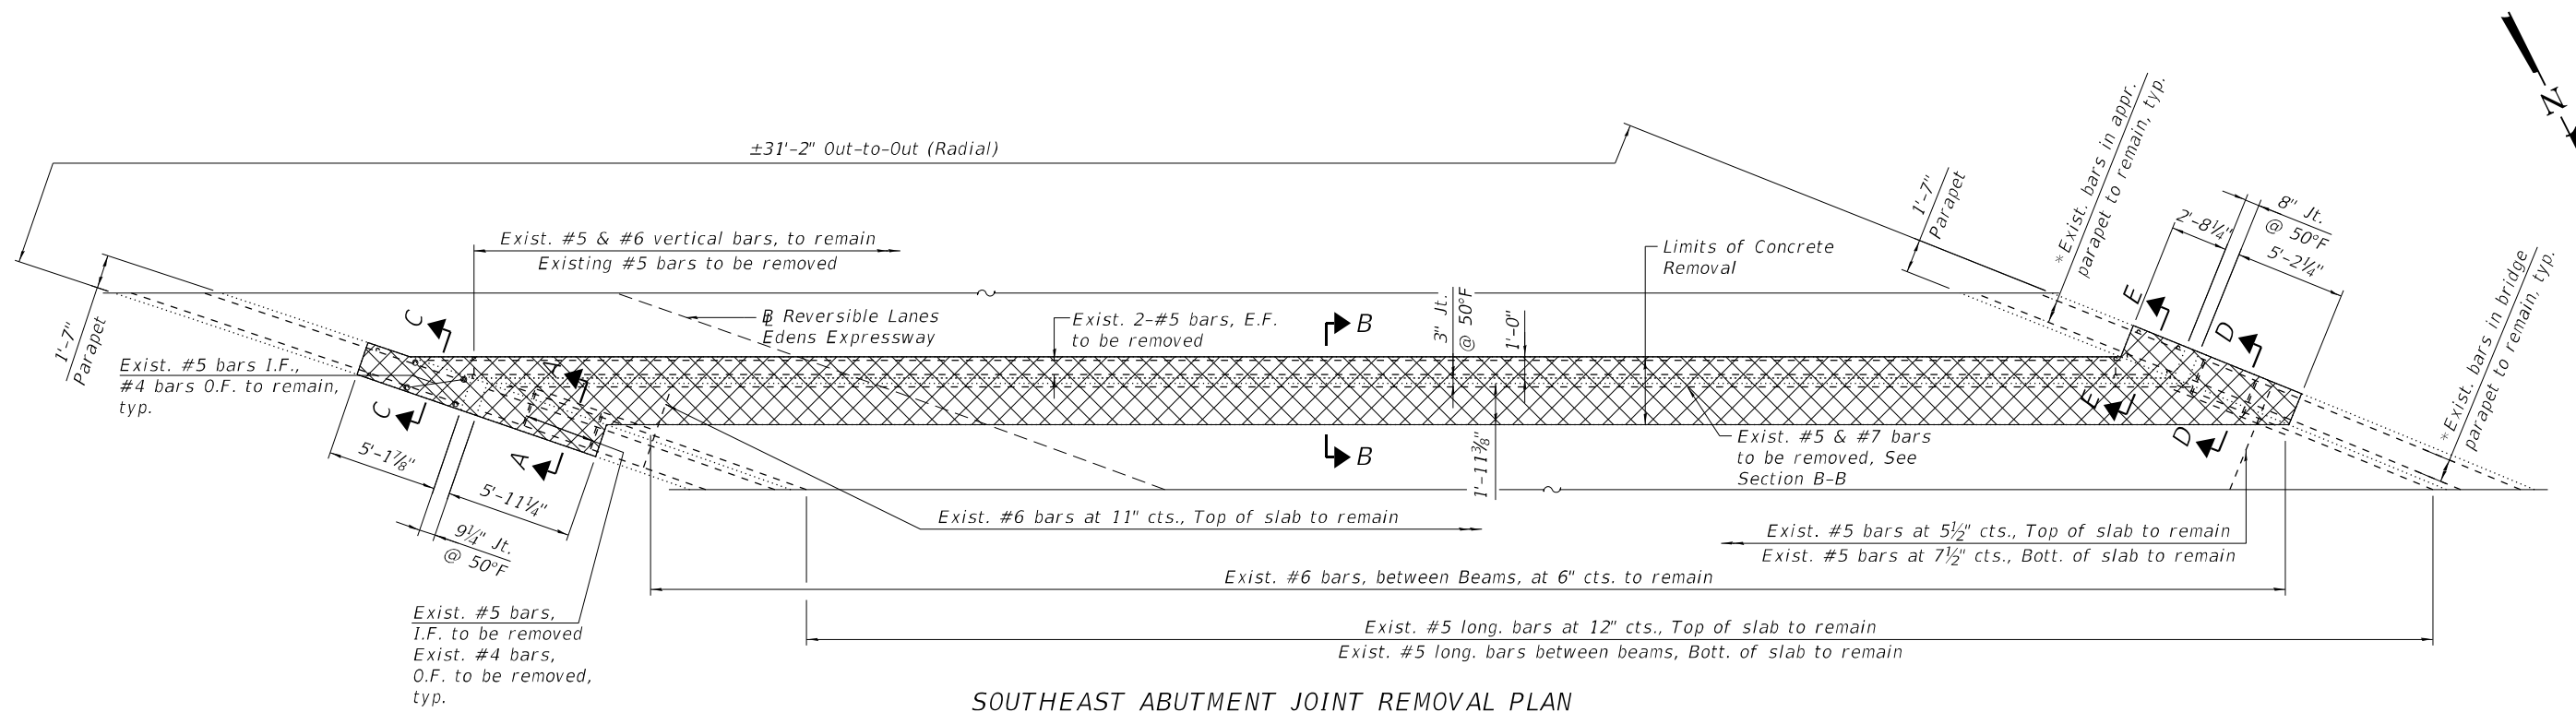 ±31'-2" Out-to-Out (Radial)
Exist. #5 & #6 vertical bars, to remain
Existing #5 bars to be removed
1'-7"
Parapet
Exist. #5 bars I.F.,
#4 bars O.F. to remain,
typ.
C
C
A
A
5'-1⅞"
5'-11¼"
9¼" Jt.
@ 50°F
Exist. #5 bars,
I.F. to be removed
Exist. #4 bars,
O.F. to be removed,
typ.
℄ Reversible Lanes
Edens Expressway
Exist. 2-#5 bars, E.F.
to be removed
B
B
3" Jt.
@ 50°F
1'-0"
1'-11⅜"
Limits of Concrete
Removal
Exist. #5 & #7 bars
to be removed, See
Section B-B
1'-7"
Parapet
*Exist. bars in appr.
parapet to remain, typ.
2'-8¼"
8" Jt.
@ 50°F
5'-2¼"
*Exist. bars in bridge
parapet to remain, typ.
E
E
D
D
N
Exist. #6 bars at 11" cts., Top of slab to remain
Exist. #5 bars at 5½" cts., Top of slab to remain
Exist. #5 bars at 7½" cts., Bott. of slab to remain
Exist. #6 bars, between Beams, at 6" cts. to remain
Exist. #5 long. bars at 12" cts., Top of slab to remain
Exist. #5 long. bars between beams, Bott. of slab to remain
SOUTHEAST ABUTMENT JOINT REMOVAL PLAN